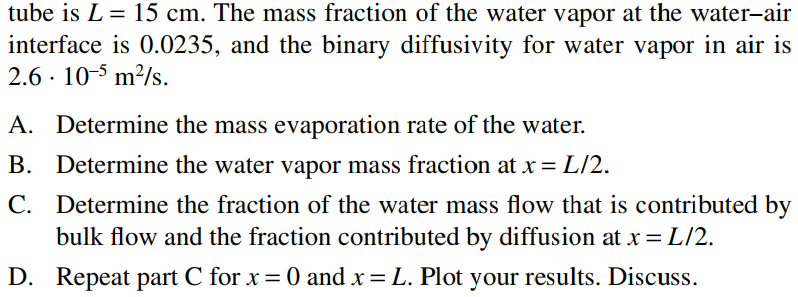 tube is L = 15 cm. The mass fraction of the water vapor at the water–air
interface is 0.0235, and the binary diffusivity for water vapor in air is
2.6 · 10⁻⁵ m²/s.
A. Determine the mass evaporation rate of the water.
B. Determine the water vapor mass fraction at x = L/2.
C. Determine the fraction of the water mass flow that is contributed by
bulk flow and the fraction contributed by diffusion at x = L/2.
D. Repeat part C for x = 0 and x = L. Plot your results. Discuss.